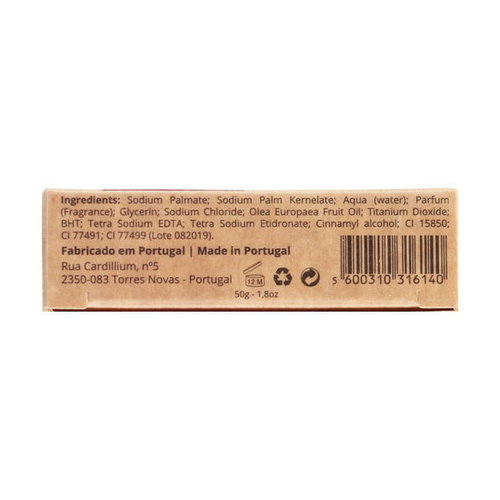 Ingredients: Sodium Palmate; Sodium Palm Kernelate; Aqua (water); Parfum
(Fragrance); Glycerin; Sodium Chloride; Olea Europaea Fruit Oil; Titanium Dioxide;
BHT; Tetra Sodium EDTA; Tetra Sodium Etidronate; Cinnamyl alcohol; CI 15850;
CI 77491; CI 77499 (Lote 082019).
Fabricado em Portugal | Made in Portugal
Rua Cardillium, nº5
2350-083 Torres Novas - Portugal
12 M
50g - 1,8oz
5 600310 316140